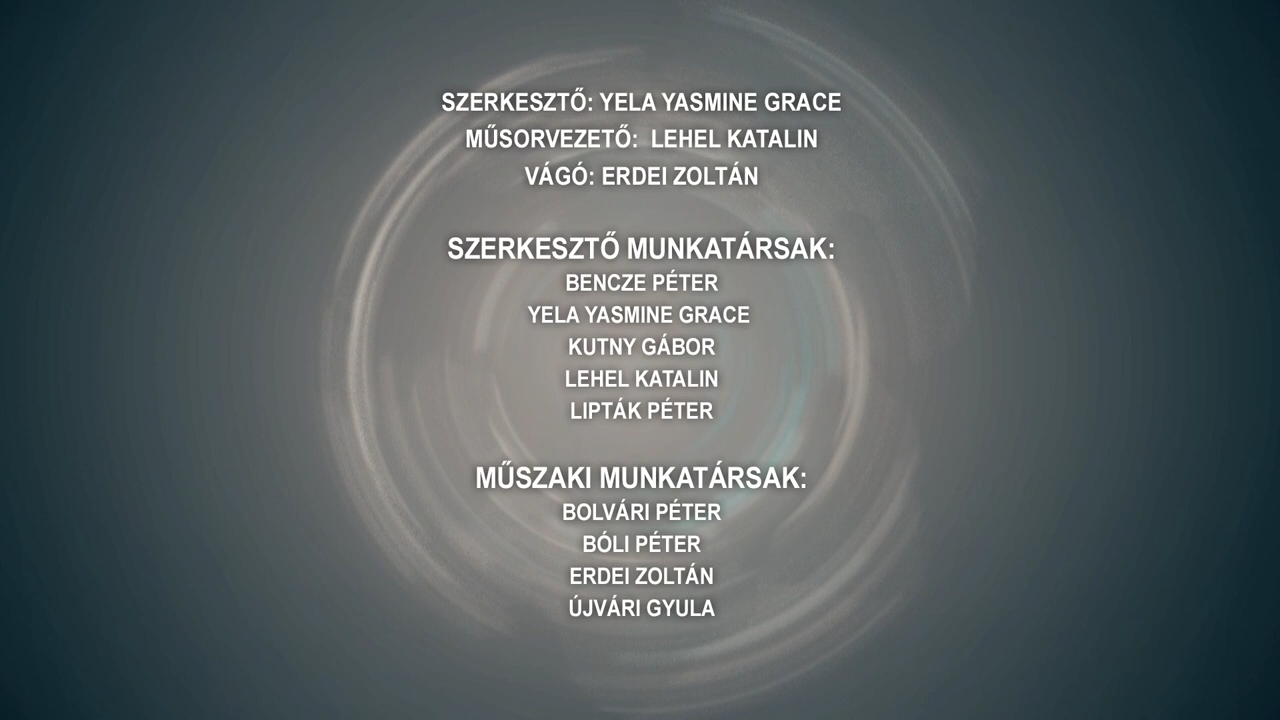 SZERKESZTŐ: YELA YASMINE GRACE
MŰSORVEZETŐ: LEHEL KATALIN
VÁGÓ: ERDEI ZOLTÁN
SZERKESZTŐ MUNKATÁRSAK:
BENCZE PÉTER
YELA YASMINE GRACE
KUTNY GÁBOR
LEHEL KATALIN
LIPTÁK PÉTER
MŰSZAKI MUNKATÁRSAK:
BOLVÁRI PÉTER
BÓLI PÉTER
ERDEI ZOLTÁN
ÚJVÁRI GYULA